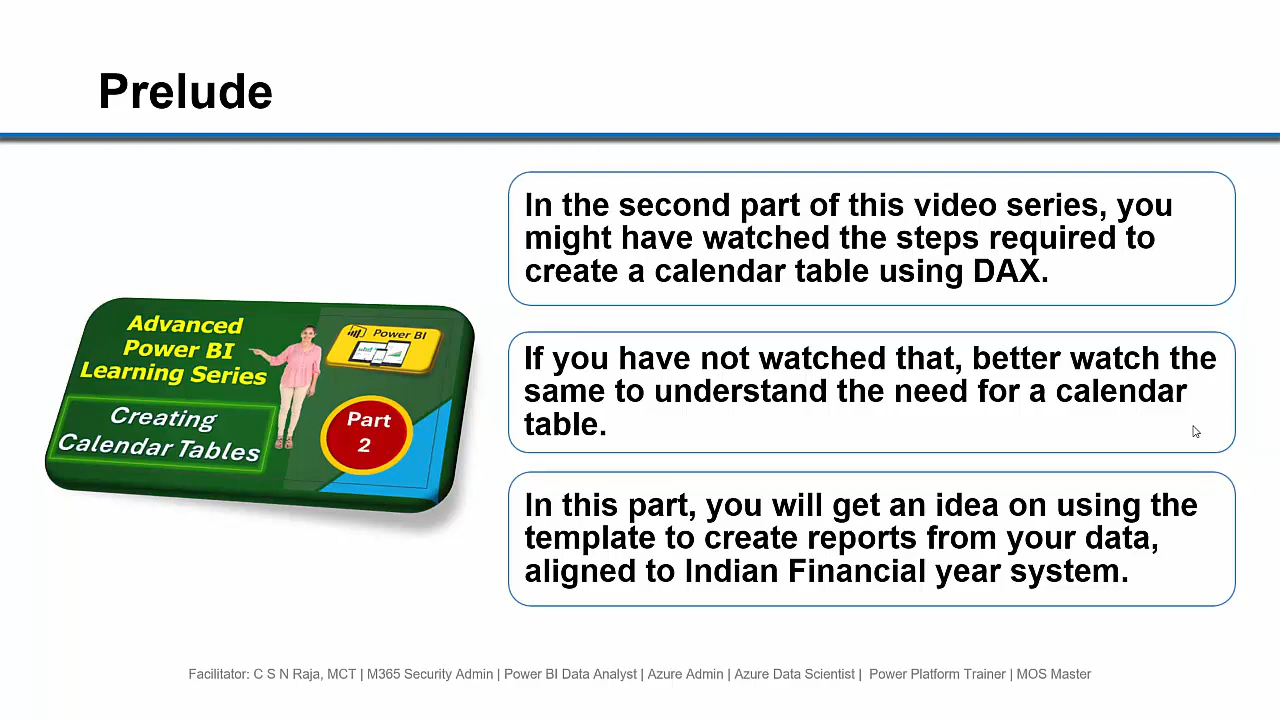 Prelude
In the second part of this video series, you
might have watched the steps required to
create a calendar table using DAX.
Advanced
Power BI
Learning Series
Power BI
Creating
Calendar Tables
Part
2
If you have not watched that, better watch the
same to understand the need for a calendar
table.
In this part, you will get an idea on using the
template to create reports from your data,
aligned to Indian Financial year system.
Facilitator: C S N Raja, MCT | M365 Security Admin | Power BI Data Analyst | Azure Admin | Azure Data Scientist | Power Platform Trainer | MOS Master